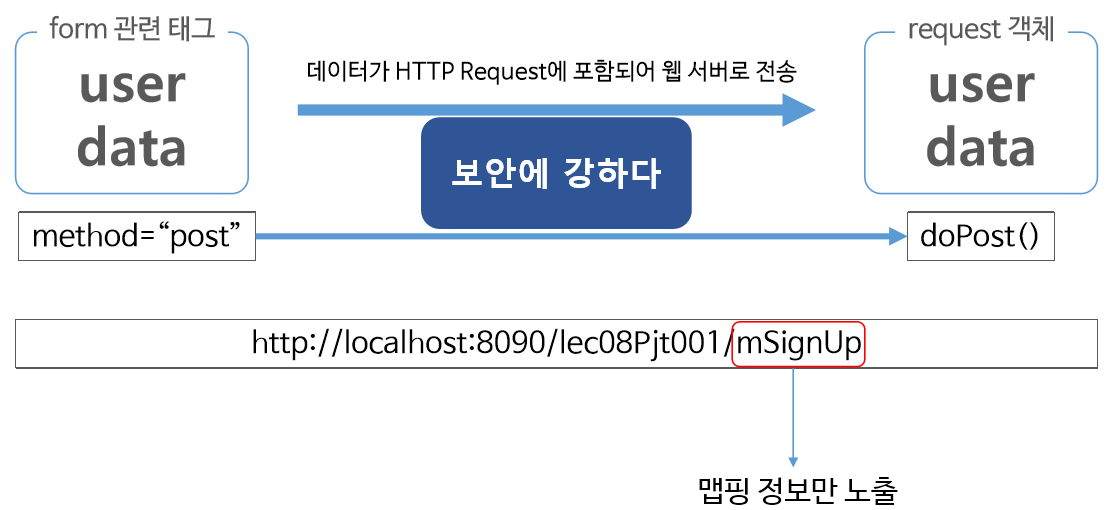 form 관련 태그
user
data
데이터가 HTTP Request에 포함되어 웹 서버로 전송
보안에 강하다
request 객체
user
data
method=“post”
doPost()
http://localhost:8090/lec08Pjt001/mSignUp
맵핑 정보만 노출